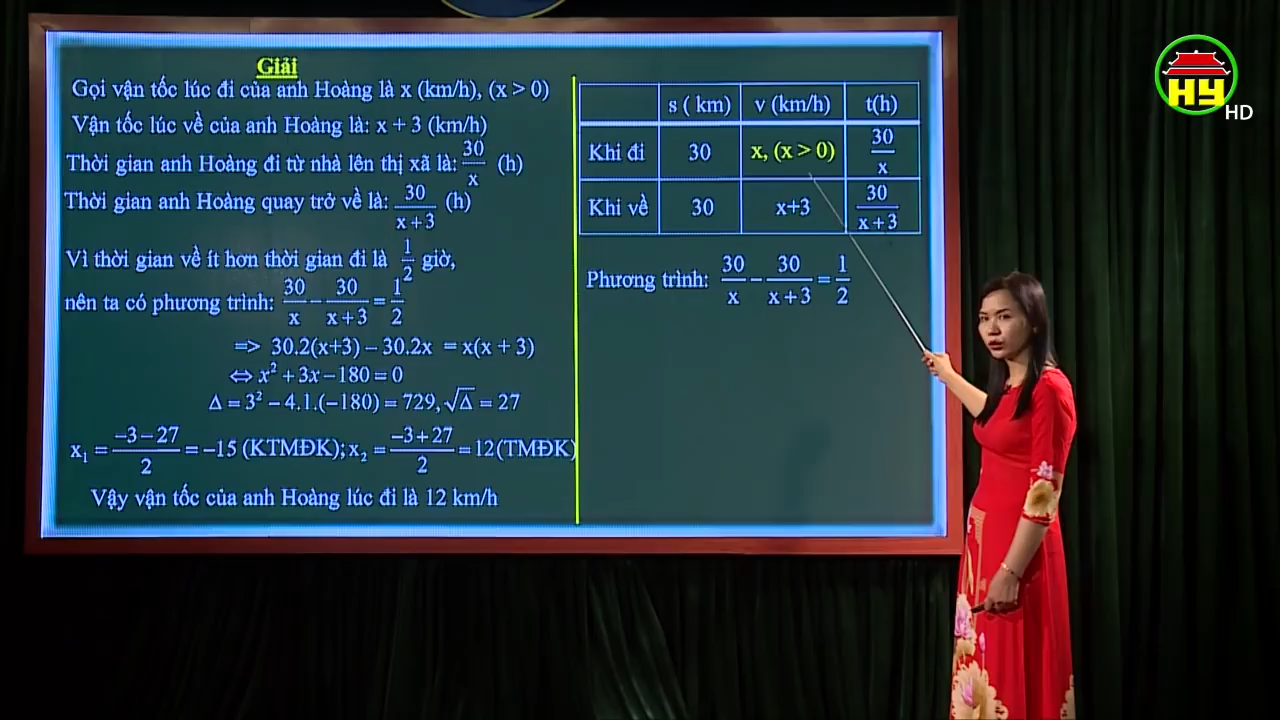 Giải
Gọi vận tốc lúc đi của anh Hoàng là x (km/h), (x > 0)
Vận tốc lúc về của anh Hoàng là: x + 3 (km/h)
Thời gian anh Hoàng đi từ nhà lên thị xã là: 30/x (h)
Thời gian anh Hoàng quay trở về là: 30/(x+3) (h)
Vì thời gian về ít hơn thời gian đi là 1/2 giờ,
nên ta có phương trình: 30/x − 30/(x+3) = 1/2
=> 30.2(x+3) – 30.2x = x(x + 3)
⇔ x² + 3x − 180 = 0
Δ = 3² − 4.1.(−180) = 729, √Δ = 27
x₁ = (−3−27)/2 = −15 (KTMĐK); x₂ = (−3+27)/2 = 12 (TMĐK)
Vậy vận tốc của anh Hoàng lúc đi là 12 km/h
s ( km) v (km/h) t(h)
Khi đi 30 x, (x > 0) 30/x
Khi về 30 x+3 30/(x+3)
Phương trình: 30/x − 30/(x+3) = 1/2
HY
HD